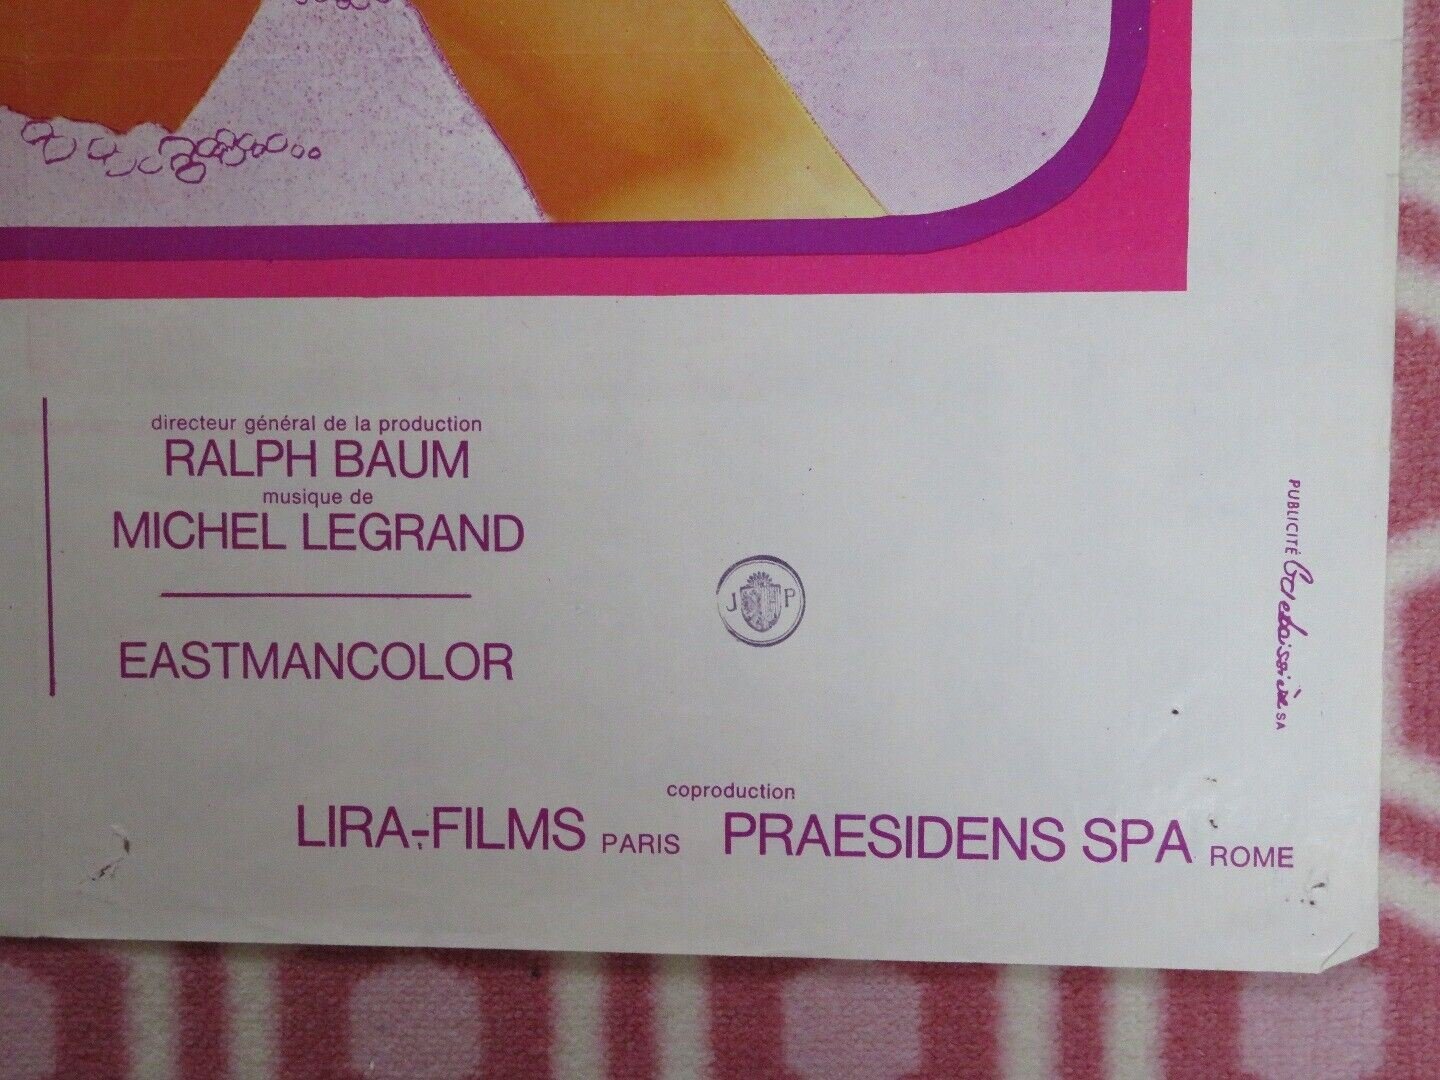 directeur général de la production
RALPH BAUM
musique de
MICHEL LEGRAND
EASTMANCOLOR
J P
PUBLICITÉ SA
coproduction
LIRA-FILMS PARIS PRAESIDENS SPA ROME